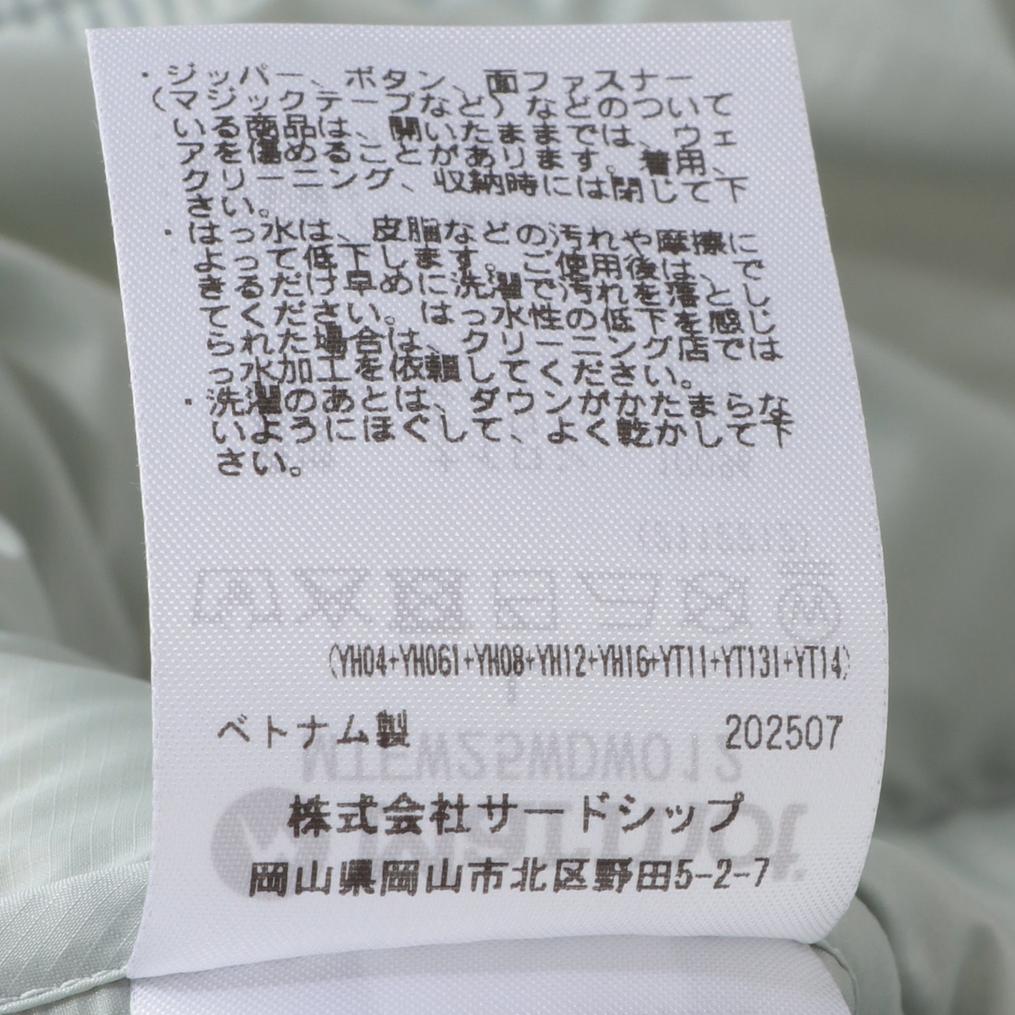 ・ジッパー、ボタン、面ファスナー
（マジックテープなど）などのついて
いる商品は、開いたままでは、ウェ
アを傷めることがあります。着用、
クリーニング、収納時には閉じて下
さい。
・はっ水は、皮脂などの汚れや摩擦に
よって低下します。ご使用後は、で
きるだけ早めに洗濯で汚れを落とし
てください。はっ水性の低下を感じ
られた場合は、クリーニング店では
っ水加工を依頼してください。
・洗濯のあとは、ダウンがかたまらな
いようにほぐして、よく乾かして下
さい。
(YH04+YH061+YH08+YH12+YH16+YT11+YT131+YT14)
ベトナム製 202507
株式会社サードシップ
岡山県岡山市北区野田5-2-7